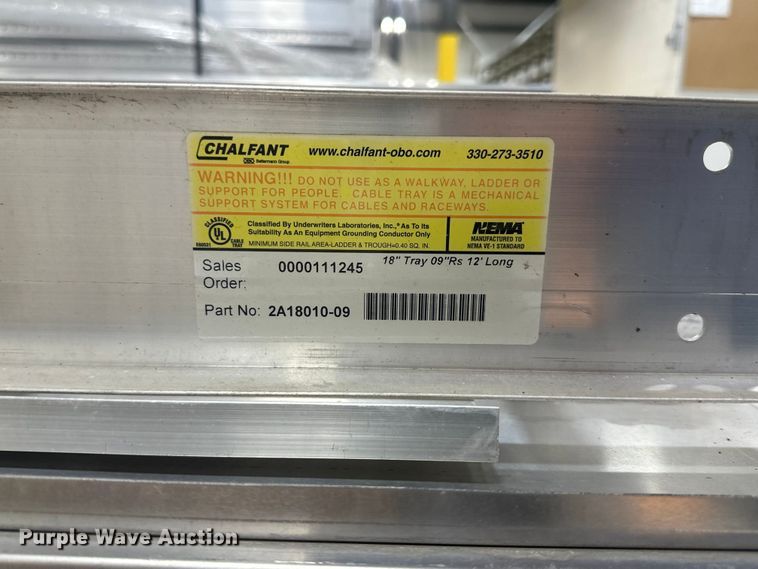 CHALFANT www.chalfant-obo.com 330-273-3510
OBO Bettermann Group
WARNING!!! DO NOT USE AS A WALKWAY, LADDER OR
SUPPORT FOR PEOPLE. CABLE TRAY IS A MECHANICAL
SUPPORT SYSTEM FOR CABLES AND RACEWAYS.
CLASSIFIED
UL
CABLE
TRAY
Classified By Underwriters Laboratories, Inc.,® As To Its
Suitability As An Equipment Grounding Conductor Only
MINIMUM SIDE RAIL AREA-LADDER & TROUGH=0.40 SQ. IN.
NEMA
MANUFACTURED TO
NEMA VE-1 STANDARD
Sales 0000111245 18" Tray 09"Rs 12' Long
Order:
Part No: 2A18010-09
Purple Wave Auction